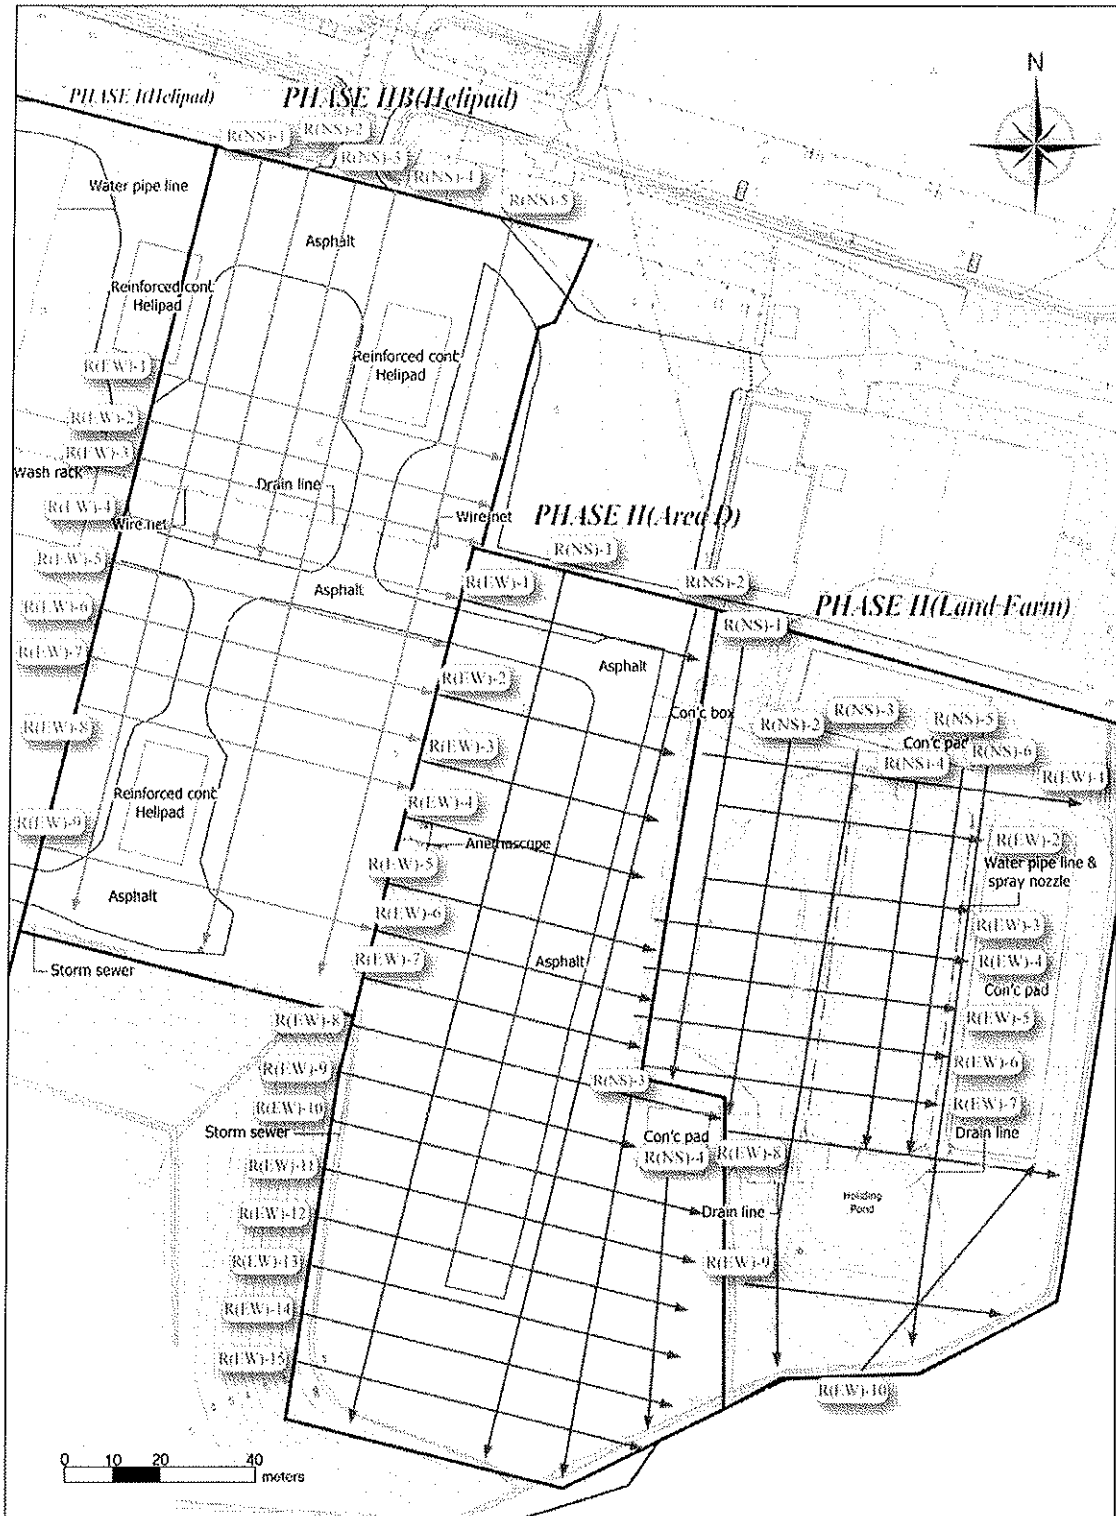 N
PHASE I(Helipad)
PHASE IIB(Helipad)
R(NS)-1
R(NS)-2
R(NS)-3
R(NS)-4
R(NS)-5
Water pipe line
Asphalt
Reinforced cont
Helipad
Reinforced cont
Helipad
R(EW)-1
R(EW)-2
R(EW)-3
Wash rack
R(EW)-4
Drain line
Wire net
Wire net
PHASE II(Area D)
R(EW)-5
R(NS)-1
R(EW)-1
R(NS)-2
Asphalt
R(EW)-6
PHASE II(Land Farm)
R(NS)-1
R(EW)-7
Asphalt
R(EW)-2
R(EW)-8
Con'c box
R(NS)-2
R(NS)-3
R(NS)-5
Con'c pad
R(NS)-6
R(NS)-4
R(EW)-1
R(EW)-3
Reinforced cont
Helipad
R(EW)-9
R(EW)-4
Anemoscope
R(EW)-2
Water pipe line &
spray nozzle
R(EW)-5
Asphalt
R(EW)-6
R(EW)-3
R(EW)-7
Asphalt
R(EW)-4
Storm sewer
Con'c pad
R(EW)-8
R(EW)-5
R(EW)-9
R(EW)-6
R(NS)-3
R(EW)-10
R(EW)-7
Storm sewer
Con'c pad
Drain line
R(EW)-11
R(NS)-4
R(EW)-8
R(EW)-12
Drain line
Holiding
Pond
R(EW)-13
R(EW)-9
R(EW)-14
R(EW)-15
R(EW)-10
0 10 20 40
meters